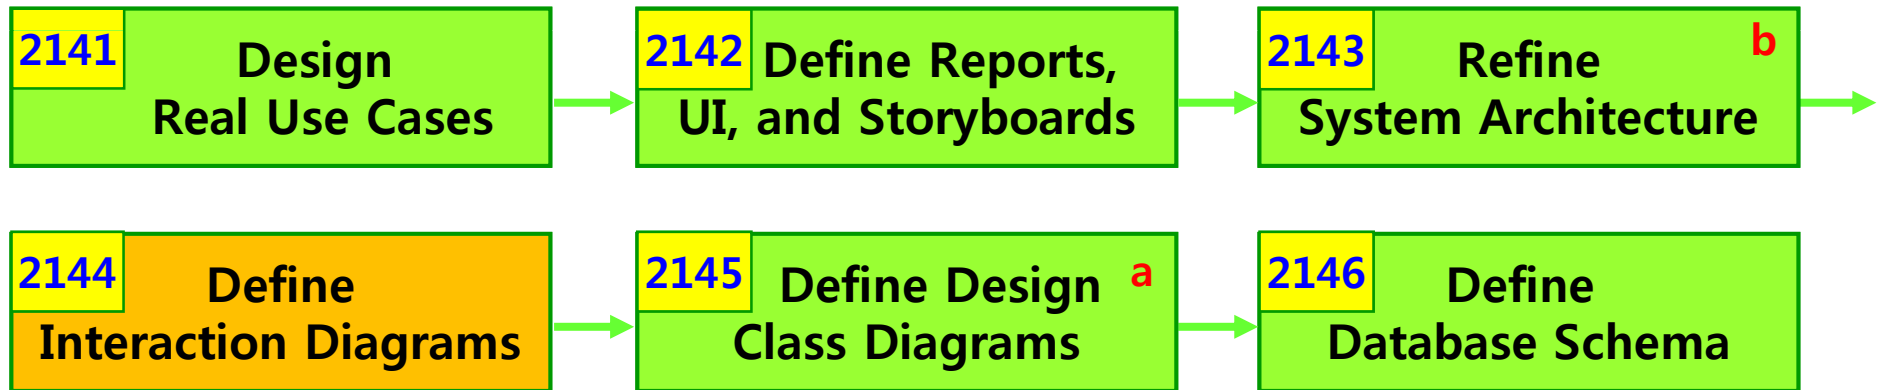 2141
Design
Real Use Cases
2142
Define Reports,
UI, and Storyboards
2143
Refine
b
System Architecture
2144
Define
Interaction Diagrams
2145
Define Design
a
Class Diagrams
2146
Define
Database Schema